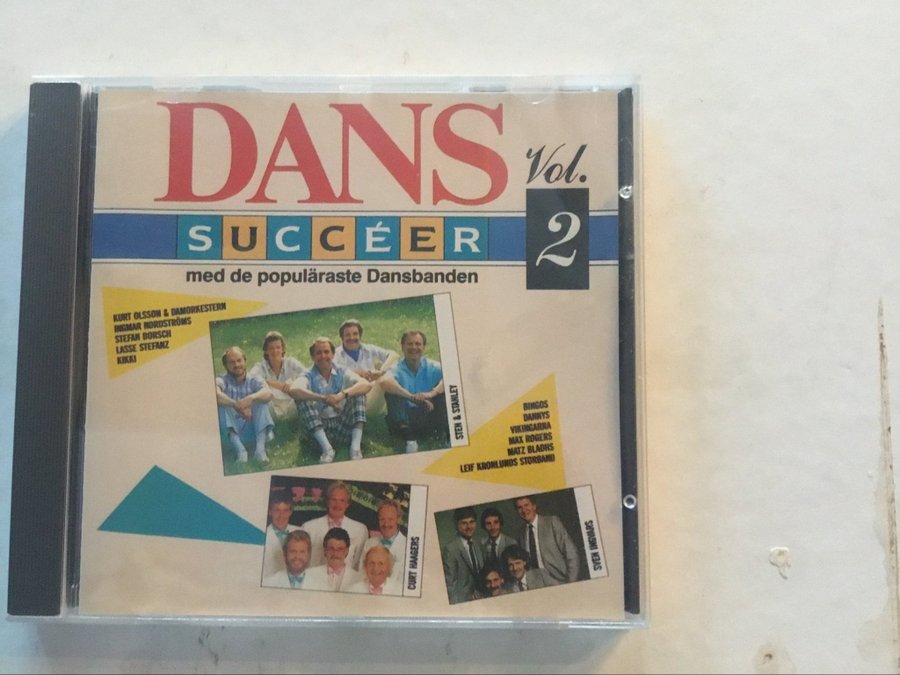 DANS
Vol.
2
SUCCÉER
med de populäraste Dansbanden
KURT OLSSON & DAMORKESTERN
INGMAR NORDSTRÖMS
STEFAN BORSCH
LASSE STEFANZ
KIKKI
STEN & STANLEY
BINGOS
DANNYS
VIKINGARNA
MAX ROGERS
MATZ BLADHS
LEIF KRONLUNDS STORBAND
CURT HAAGERS
SVEN INGVARS